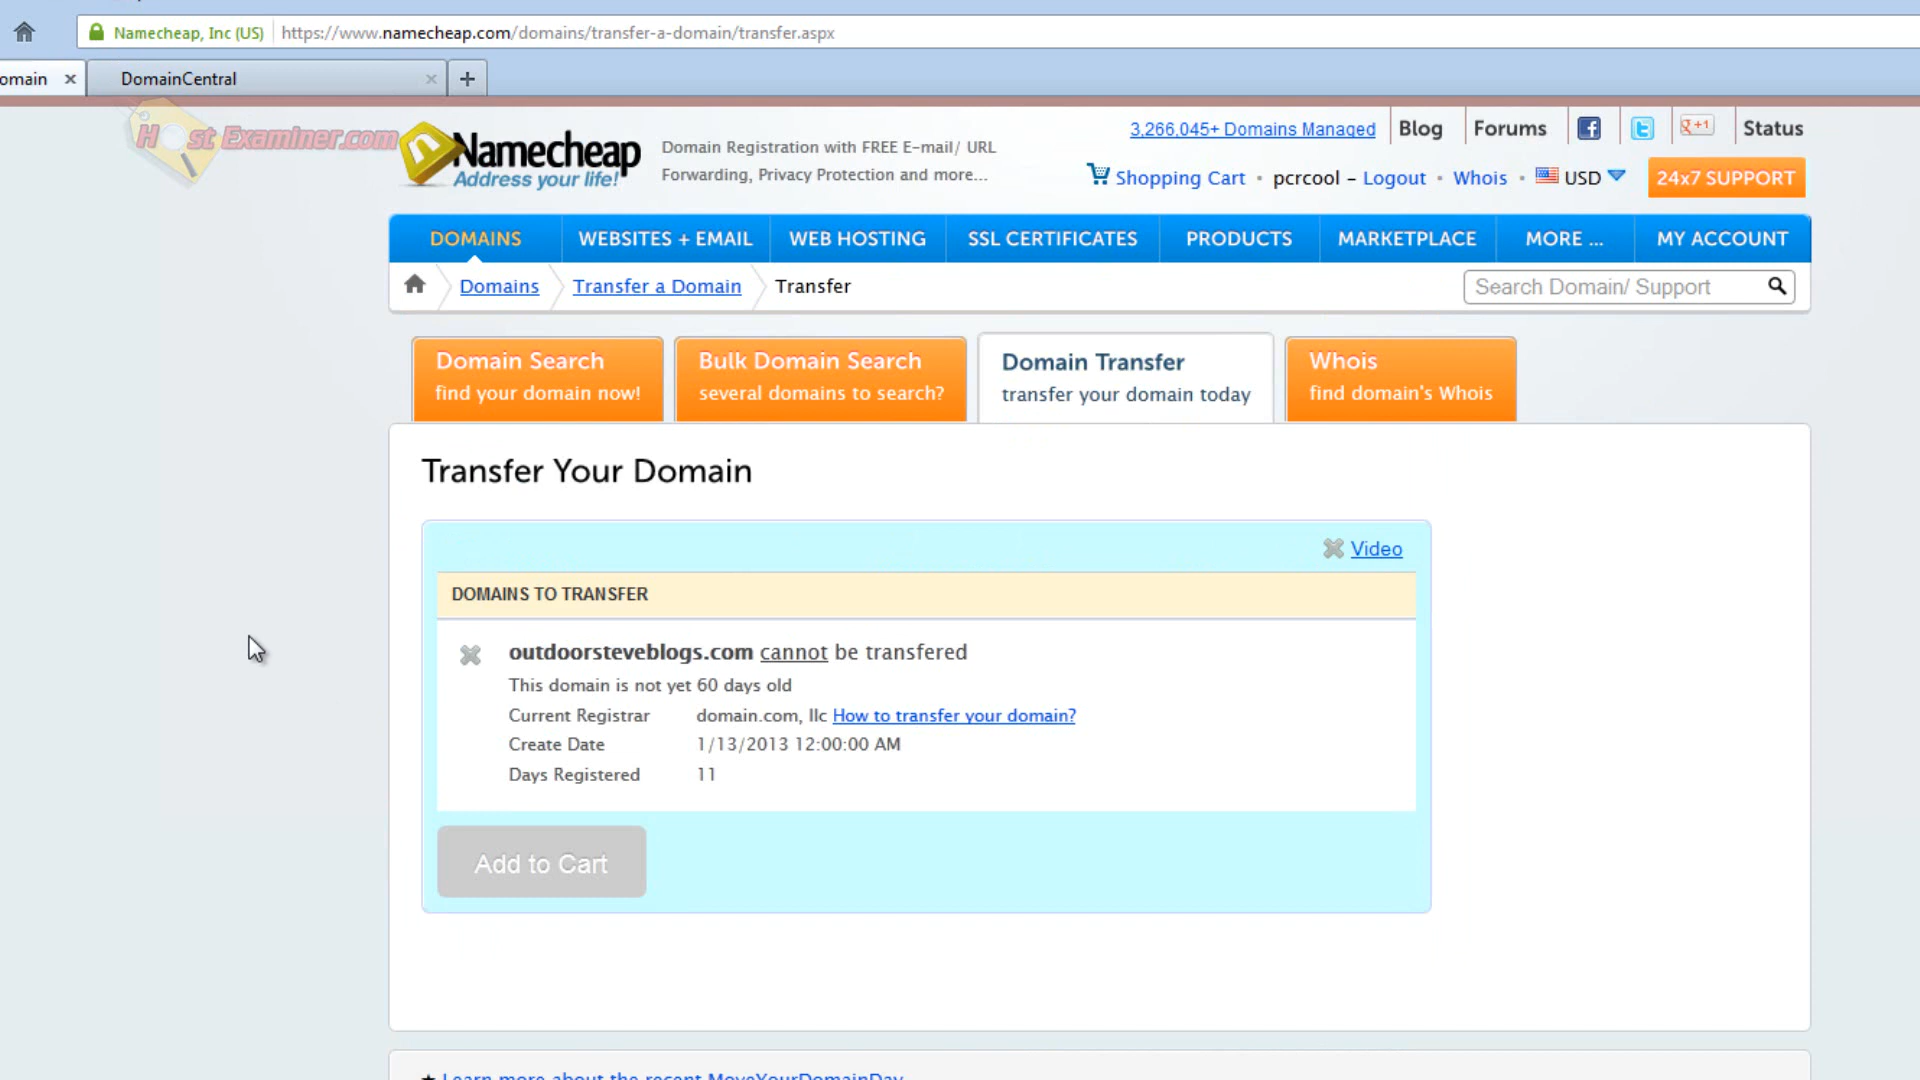 Namecheap, Inc (US) https://www.namecheap.com/domains/transfer-a-domain/transfer.aspx
omain DomainCentral
Host Examiner.com
Namecheap
Address your life!
Domain Registration with FREE E-mail/ URL
Forwarding, Privacy Protection and more...
3,266,045+ Domains Managed Blog Forums +1 Status
Shopping Cart • pcrcool – Logout • Whois • USD 24x7 SUPPORT
DOMAINS WEBSITES + EMAIL WEB HOSTING SSL CERTIFICATES PRODUCTS MARKETPLACE MORE ... MY ACCOUNT
Domains Transfer a Domain Transfer Search Domain/ Support
Domain Search
find your domain now!
Bulk Domain Search
several domains to search?
Domain Transfer
transfer your domain today
Whois
find domain's Whois
Transfer Your Domain
Video
DOMAINS TO TRANSFER
outdoorsteveblogs.com cannot be transfered
This domain is not yet 60 days old
Current Registrar domain.com, llc How to transfer your domain?
Create Date 1/13/2013 12:00:00 AM
Days Registered 11
Add to Cart
Learn more about the recent MoveYourDomainDay